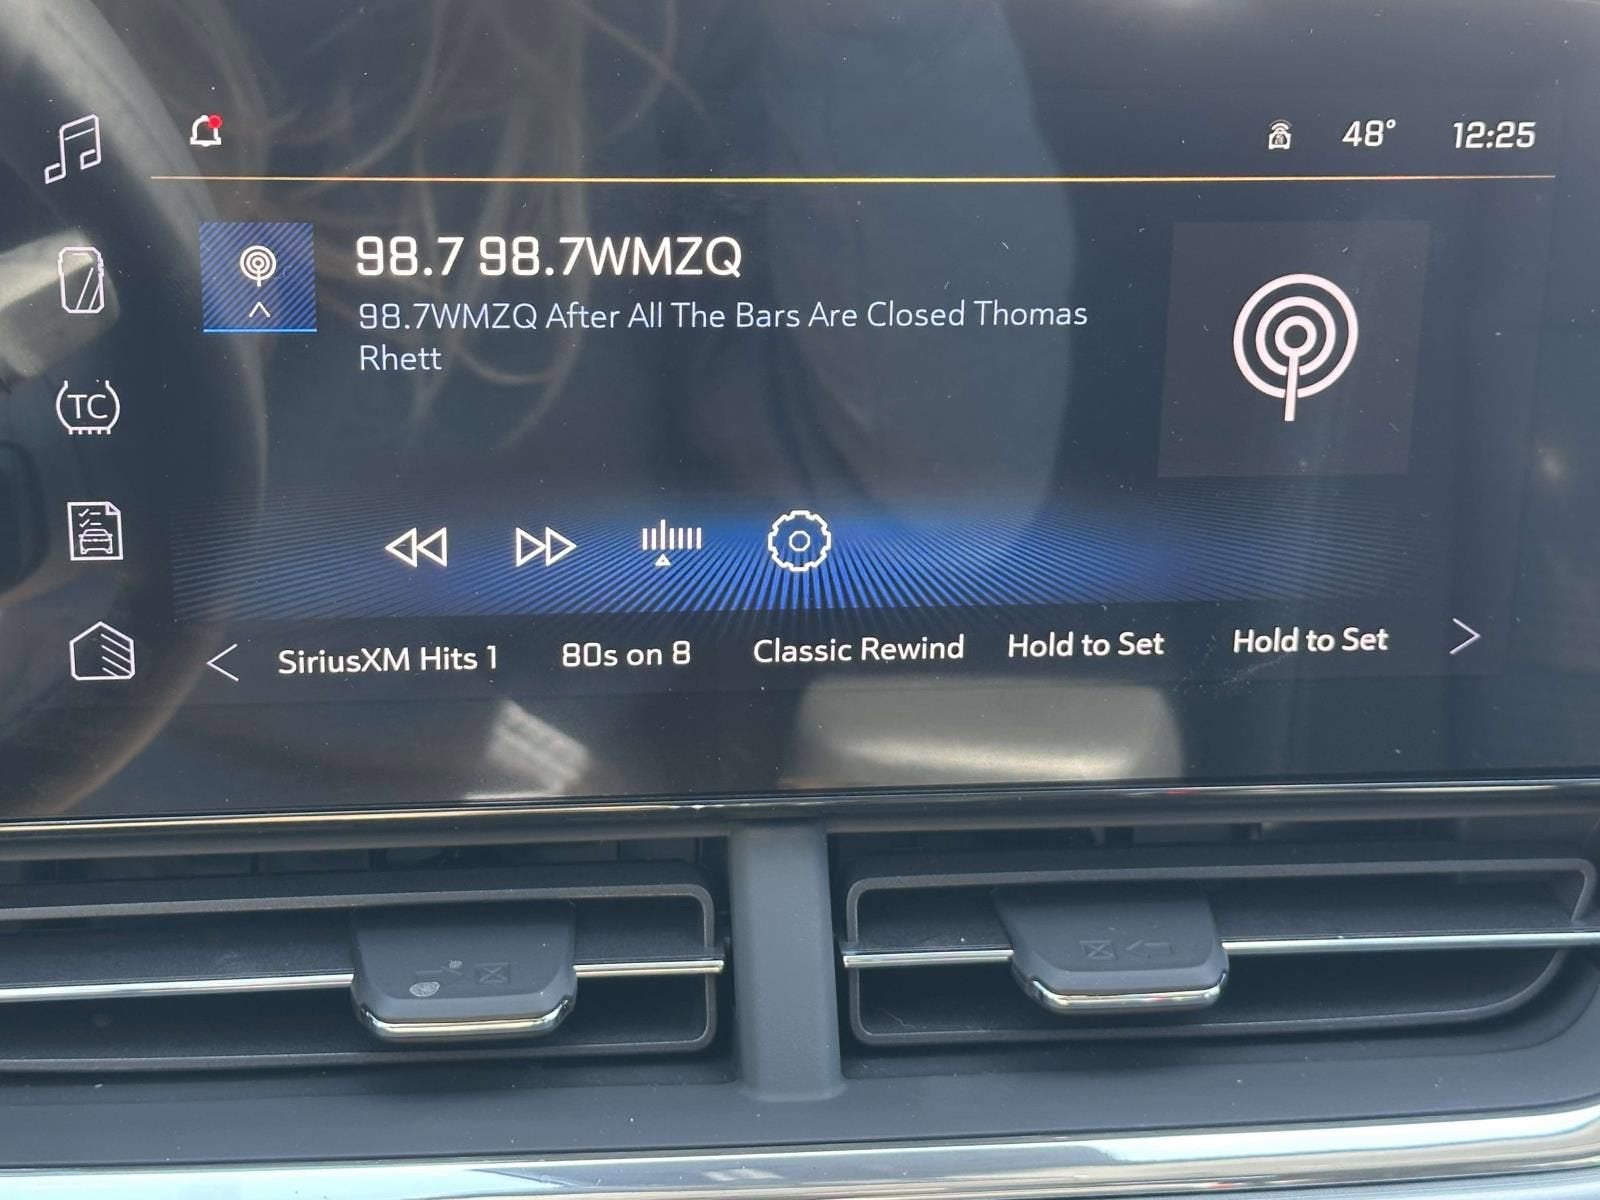 48° 12:25
98.7 98.7WMZQ
98.7WMZQ After All The Bars Are Closed Thomas
Rhett
TC
SiriusXM Hits 1 80s on 8 Classic Rewind Hold to Set Hold to Set